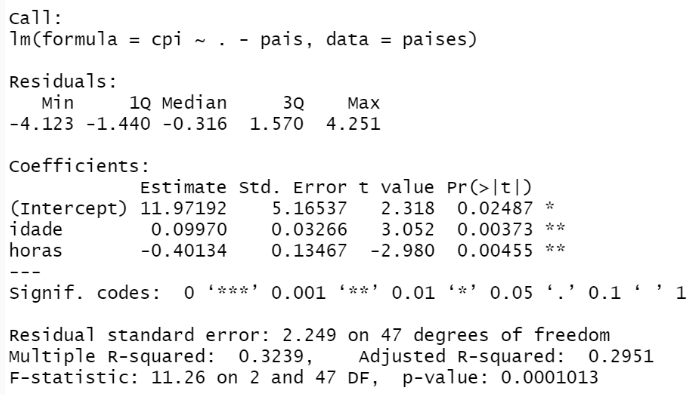 Call:
lm(formula = cpi ~ . - pais, data = paises)
Residuals:
Min 1Q Median 3Q Max
-4.123 -1.440 -0.316 1.570 4.251
Coefficients:
Estimate Std. Error t value Pr(>|t|)
(Intercept) 11.97192 5.16537 2.318 0.02487 *
idade 0.09970 0.03266 3.052 0.00373 **
horas -0.40134 0.13467 -2.980 0.00455 **
---
Signif. codes: 0 ‘***’ 0.001 ‘**’ 0.01 ‘*’ 0.05 ‘.’ 0.1 ‘ ’ 1
Residual standard error: 2.249 on 47 degrees of freedom
Multiple R-squared: 0.3239, Adjusted R-squared: 0.2951
F-statistic: 11.26 on 2 and 47 DF, p-value: 0.0001013